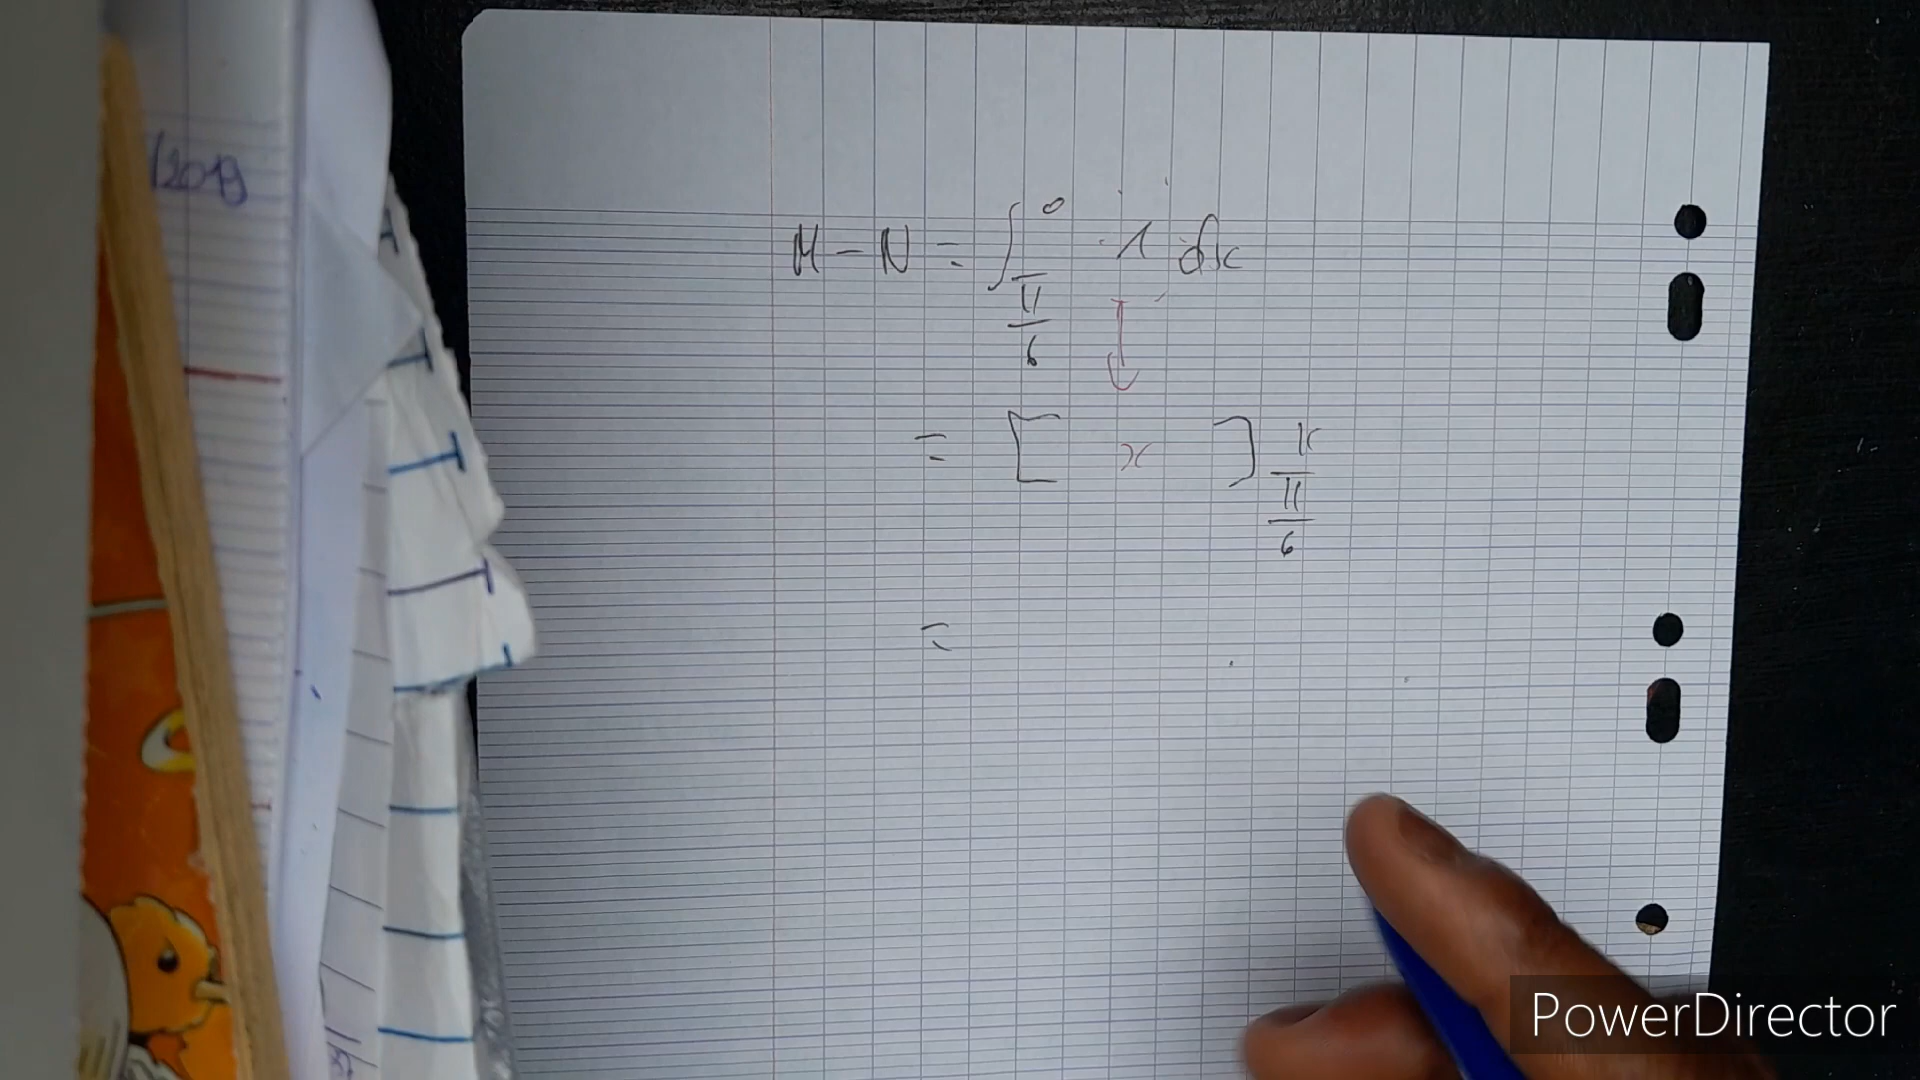 /2019
M - N = ∫_{π/6}^{0} 1 dx
= [ x ]_{π/6}
=
PowerDirector